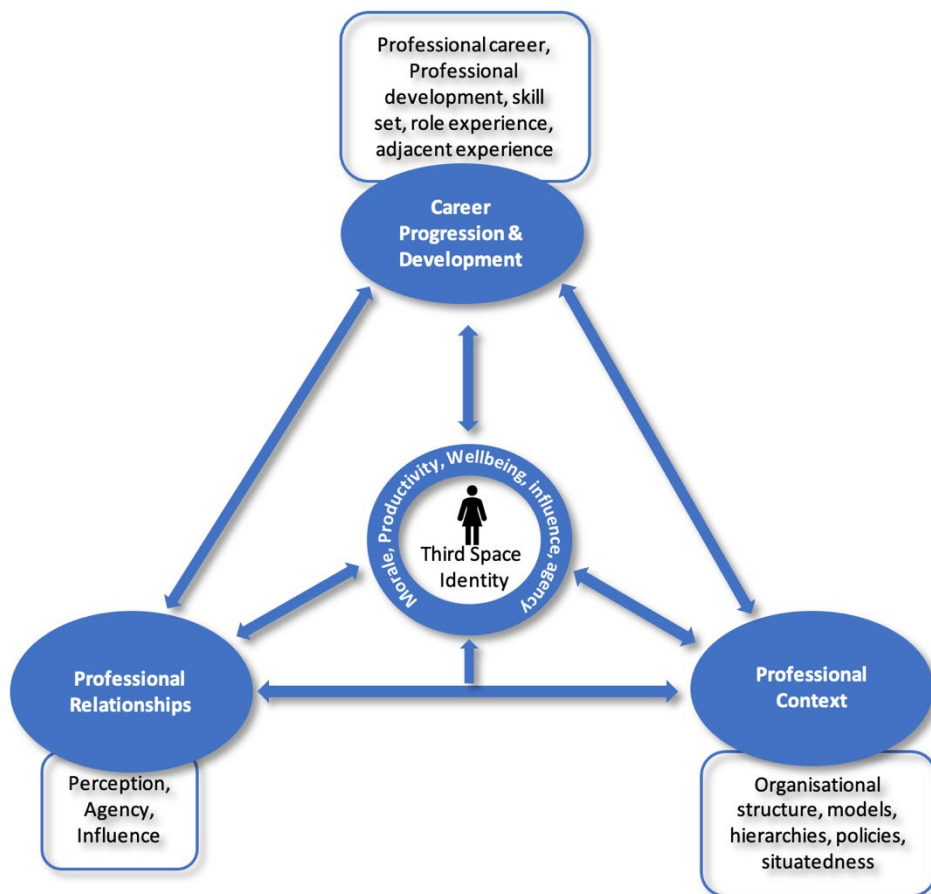 Professional career,
Professional
development, skill
set, role experience,
adjacent experience
Career
Progression &
Development
Morale, Productivity, Wellbeing, influence, agency
Third Space
Identity
Professional
Relationships
Perception,
Agency,
Influence
Professional
Context
Organisational
structure, models,
hierarchies, policies,
situatedness